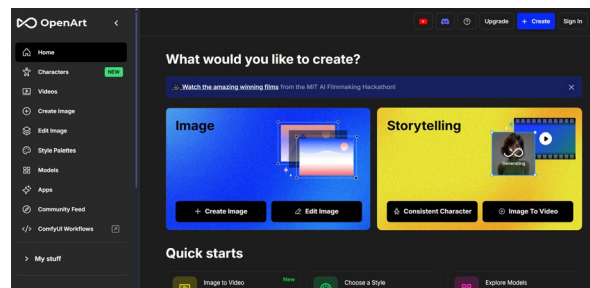 OpenArt
Upgrade
+ Create
Sign In
Home
Characters NEW
Videos
Create Image
Edit Image
Style Palettes
Models
Apps
Community Feed
ComfyUI Workflows
My stuff
What would you like to create?
Watch the amazing winning films from the MIT AI Filmmaking Hackathon!
Image
+ Create Image
Edit Image
Storytelling
Generating
Consistent Character
Image To Video
Quick starts
Image to Video New
Choose a Style
Explore Models